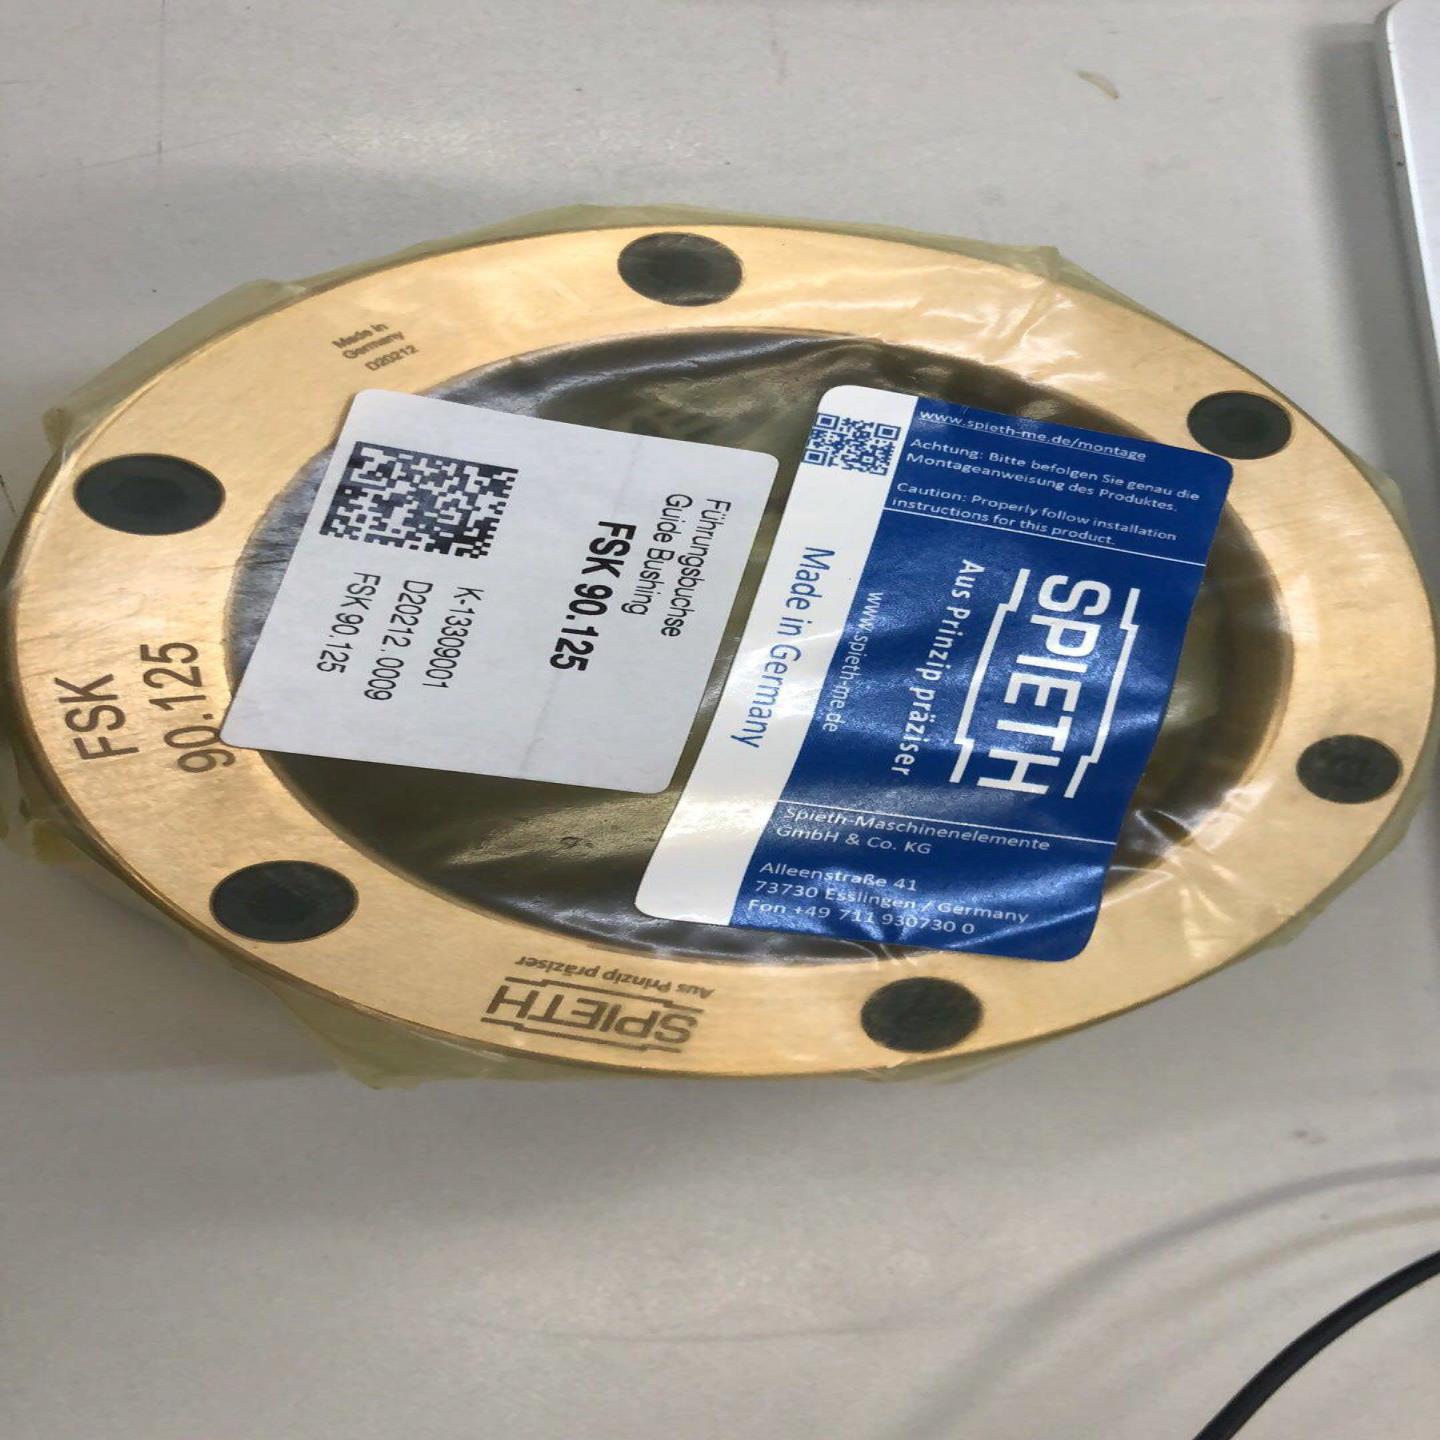 Made in
Germany
D20212
FSK
90.125
SPIETH
Aus Prinzip präziser
Führungsbuchse
Guide Bushing
FSK 90.125
K-13309001
D20212.0009
FSK 90.125
www.spieth-me.de/montage
Achtung: Bitte befolgen Sie genau die
Montageanweisung des Produktes.
Caution: Properly follow installation
instructions for this product.
SPIETH
Aus Prinzip präziser
www.spieth-me.de
Made in Germany
Spieth-Maschinenelemente
GmbH & Co. KG
Alleenstraße 41
73730 Esslingen / Germany
Fon +49 711 930730 0